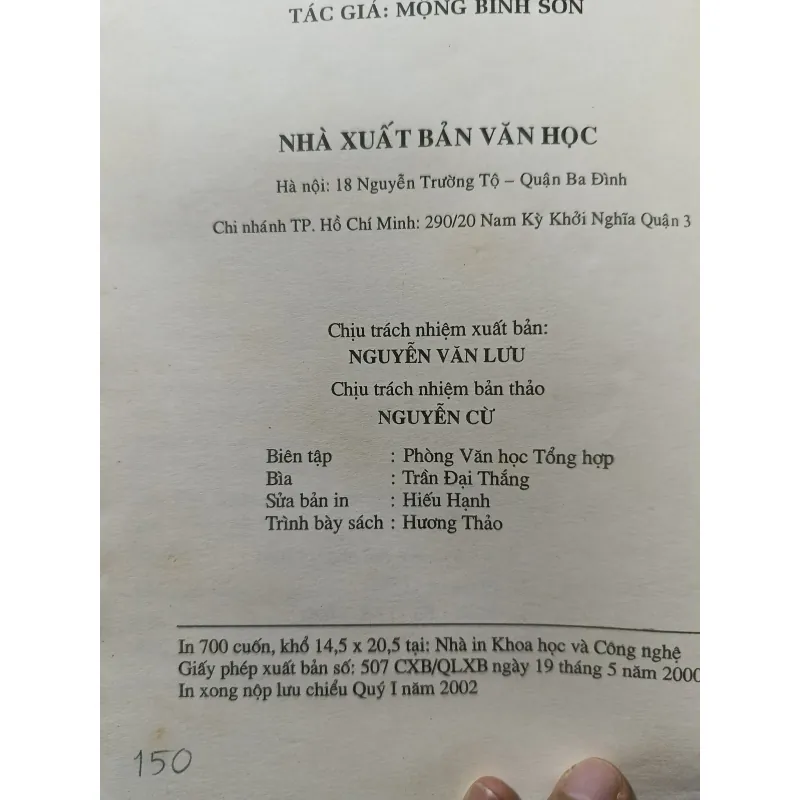 TÁC GIẢ: MỘNG BÌNH SƠN
NHÀ XUẤT BẢN VĂN HỌC
Hà nội: 18 Nguyễn Trường Tộ – Quận Ba Đình
Chi nhánh TP. Hồ Chí Minh: 290/20 Nam Kỳ Khởi Nghĩa Quận 3
Chịu trách nhiệm xuất bản:
NGUYỄN VĂN LƯU
Chịu trách nhiệm bản thảo
NGUYỄN CỪ
Biên tập : Phòng Văn học Tổng hợp
Bìa : Trần Đại Thắng
Sửa bản in : Hiếu Hạnh
Trình bày sách : Hương Thảo
In 700 cuốn, khổ 14,5 x 20,5 tại: Nhà in Khoa học và Công nghệ
Giấy phép xuất bản số: 507 CXB/QLXB ngày 19 tháng 5 năm 2000
In xong nộp lưu chiểu Quý I năm 2002
150